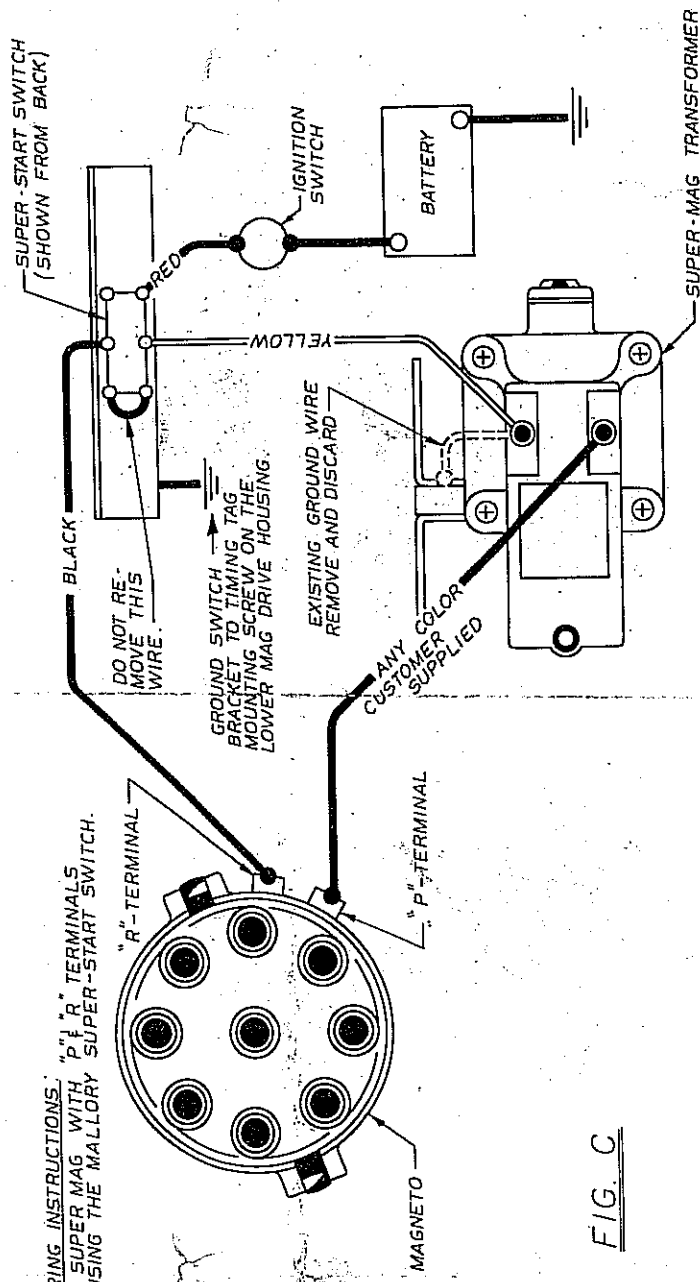 RING INSTRUCTIONS.
SUPER MAG WITH "P" & "R" TERMINALS
USING THE MALLORY SUPER-START SWITCH.
"R"-TERMINAL
"P"-TERMINAL
MAGNETO
FIG. C
BLACK
DO NOT RE-
MOVE THIS
WIRE.
GROUND SWITCH
BRACKET TO TIMING TAG
MOUNTING SCREW ON THE
LOWER MAG DRIVE HOUSING.
SUPER-START SWITCH
(SHOWN FROM BACK)
RED
IGNITION
SWITCH
BATTERY
YELLOW
EXISTING GROUND WIRE
REMOVE AND DISCARD
ANY COLOR
CUSTOMER
SUPPLIED
SUPER-MAG TRANSFORMER